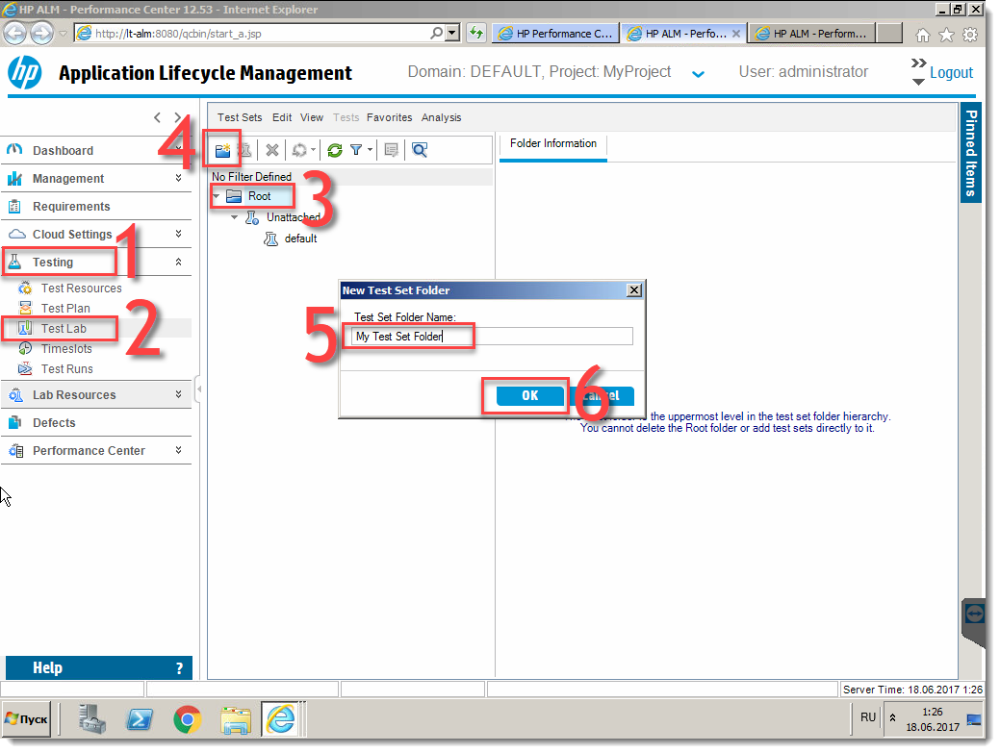 HP ALM - Performance Center 12.53 - Internet Explorer
http://lt-alm:8080/qcbin/start_a.jsp
HP Performance C...
HP ALM - Perfo...
HP ALM - Perform...
hp
Application Lifecycle Management
Domain: DEFAULT, Project: MyProject
User: administrator
Logout
Test Sets Edit View Tests Favorites Analysis
Pinned Items
Dashboard
4
Folder Information
Management
No Filter Defined
Root
3
Requirements
Unattached
Cloud Settings
default
Testing
1
Test Resources
New Test Set Folder
Test Plan
Test Set Folder Name:
Test Lab
2
My Test Set Folder
5
Timeslots
Test Runs
Lab Resources
OK
6
Defects
to the uppermost level in the test set folder hierarchy.
You cannot delete the Root folder or add test sets directly to it.
Performance Center
Help ?
Server Time: 18.06.2017 1:26
Пуск
RU
1:26
18.06.2017